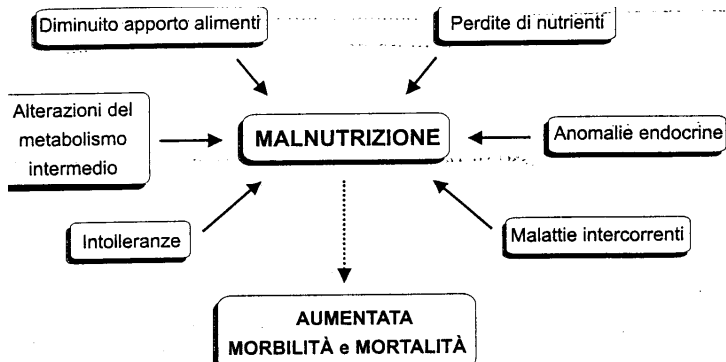 Diminuito apporto alimenti
Perdite di nutrienti
Alterazioni del
metabolismo
intermedio
MALNUTRIZIONE
Anomalie endocrine
Intolleranze
Malattie intercorrenti
AUMENTATA
MORBILITÀ e MORTALITÀ